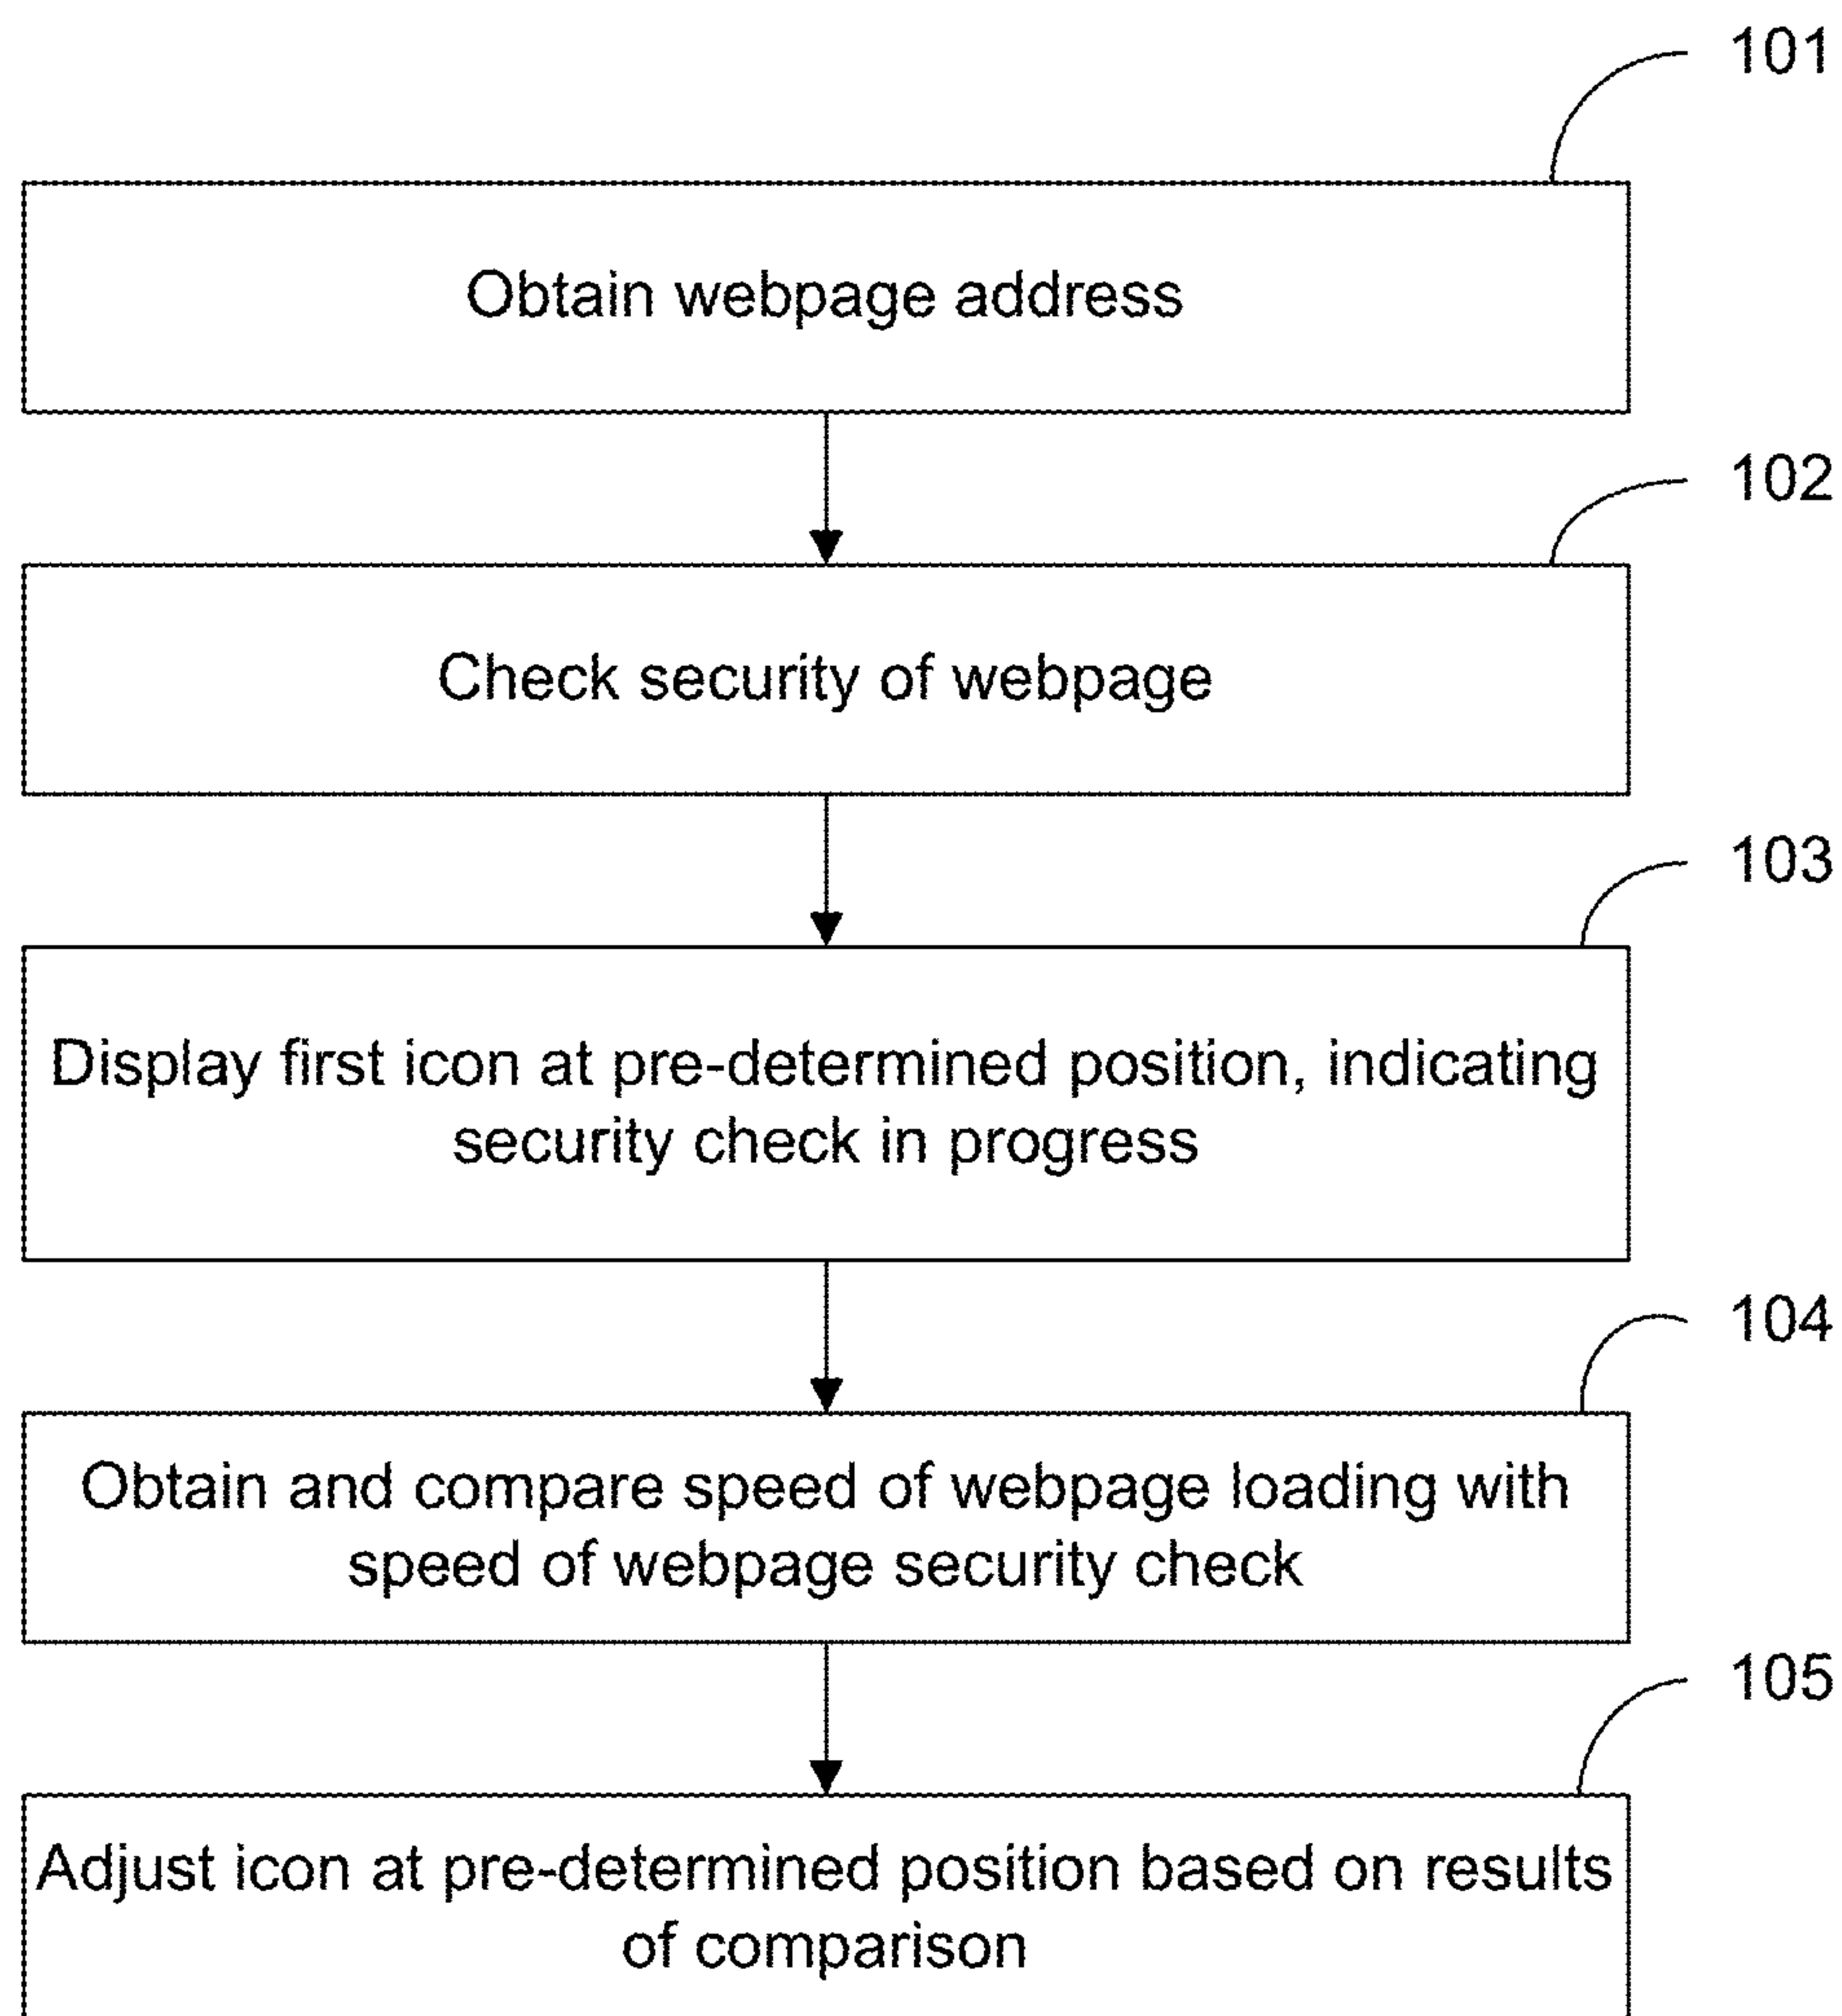 101
Obtain webpage address
102
Check security of webpage
103
Display first icon at pre-determined position, indicating
security check in progress
104
Obtain and compare speed of webpage loading with
speed of webpage security check
105
Adjust icon at pre-determined position based on results
of comparison